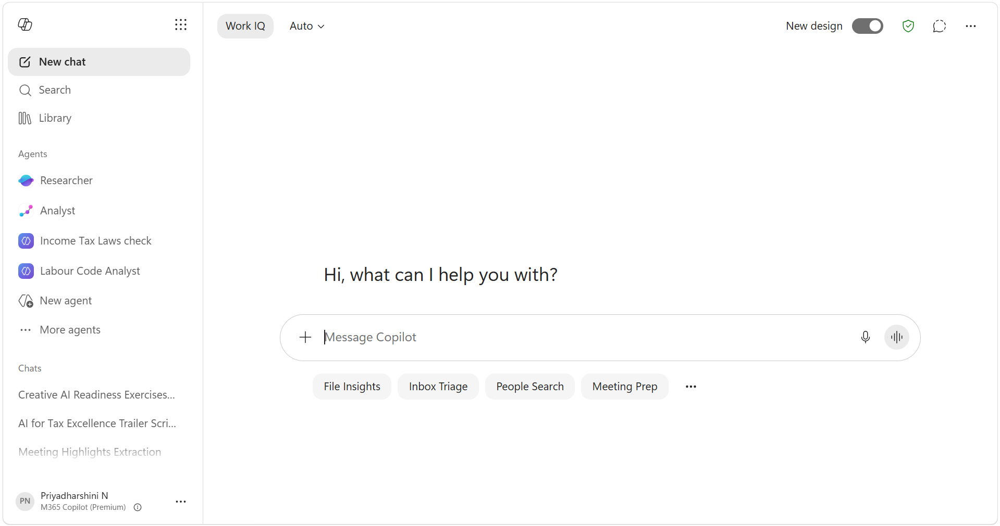 Work IQ
Auto
New design
New chat
Search
Library
Agents
Researcher
Analyst
Income Tax Laws check
Labour Code Analyst
New agent
More agents
Chats
Creative AI Readiness Exercises...
AI for Tax Excellence Trailer Scri...
Meeting Highlights Extraction
PN
Priyadharshini N
M365 Copilot (Premium)
Hi, what can I help you with?
Message Copilot
File Insights
Inbox Triage
People Search
Meeting Prep